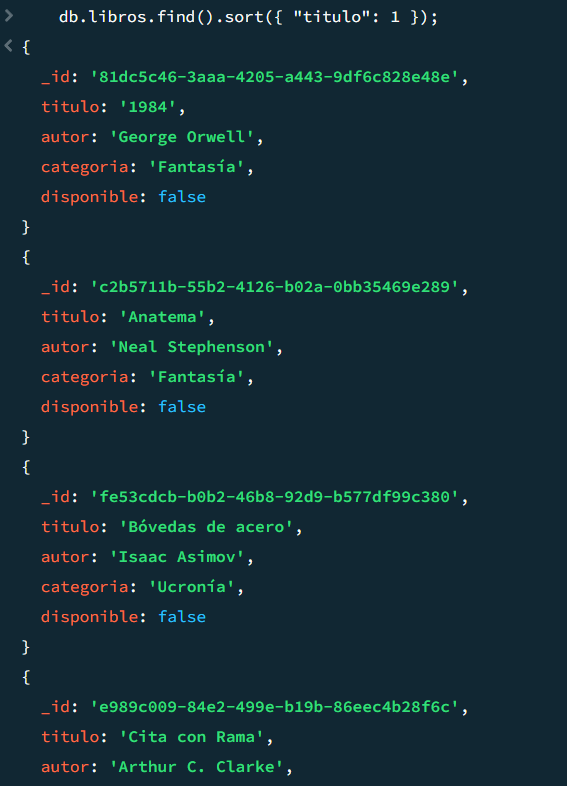 > db.libros.find().sort({ "titulo": 1 });
< {
_id: '81dc5c46-3aaa-4205-a443-9df6c828e48e',
titulo: '1984',
autor: 'George Orwell',
categoria: 'Fantasía',
disponible: false
}
{
_id: 'c2b5711b-55b2-4126-b02a-0bb35469e289',
titulo: 'Anatema',
autor: 'Neal Stephenson',
categoria: 'Fantasía',
disponible: false
}
{
_id: 'fe53cdcb-b0b2-46b8-92d9-b577df99c380',
titulo: 'Bóvedas de acero',
autor: 'Isaac Asimov',
categoria: 'Ucronía',
disponible: false
}
{
_id: 'e989c009-84e2-499e-b19b-86eec4b28f6c',
titulo: 'Cita con Rama',
autor: 'Arthur C. Clarke',